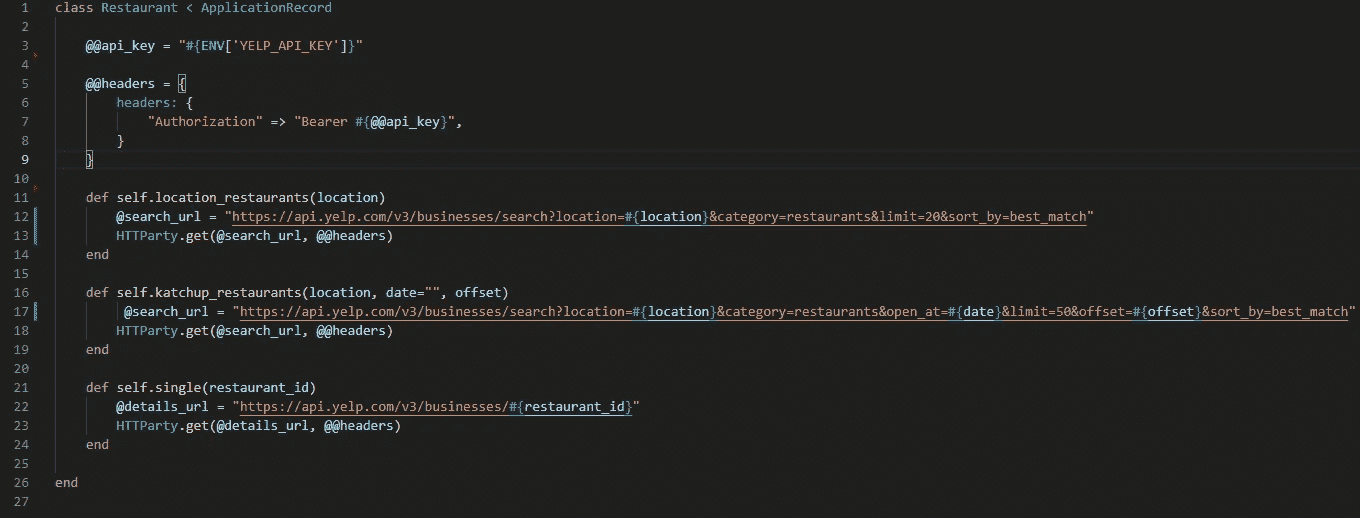 1 class Restaurant < ApplicationRecord
2
3     @@api_key = "#{ENV['YELP_API_KEY']}"
4
5     @@headers = {
6         headers: {
7             "Authorization" => "Bearer #{@@api_key}",
8         }
9     }
10
11     def self.location_restaurants(location)
12         @search_url = "https://api.yelp.com/v3/businesses/search?location=#{location}&category=restaurants&limit=20&sort_by=best_match"
13         HTTParty.get(@search_url, @@headers)
14     end
15
16     def self.katchup_restaurants(location, date="", offset)
17          @search_url = "https://api.yelp.com/v3/businesses/search?location=#{location}&category=restaurants&open_at=#{date}&limit=50&offset=#{offset}&sort_by=best_match"
18         HTTParty.get(@search_url, @@headers)
19     end
20
21     def self.single(restaurant_id)
22         @details_url = "https://api.yelp.com/v3/businesses/#{restaurant_id}"
23         HTTParty.get(@details_url, @@headers)
24     end
25
26 end
27